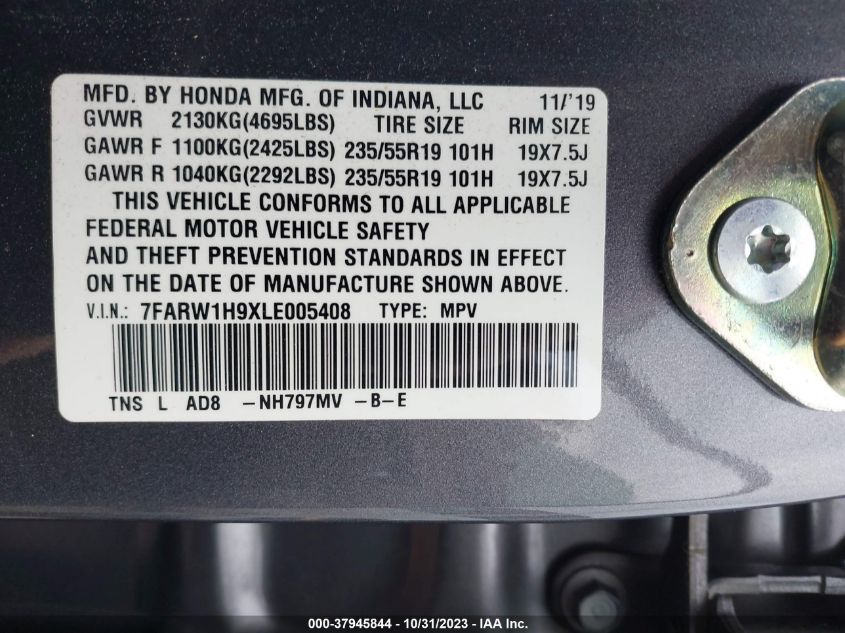 MFD. BY HONDA MFG. OF INDIANA, LLC 11/'19
GVWR 2130KG(4695LBS) TIRE SIZE RIM SIZE
GAWR F 1100KG(2425LBS) 235/55R19 101H 19X7.5J
GAWR R 1040KG(2292LBS) 235/55R19 101H 19X7.5J
THIS VEHICLE CONFORMS TO ALL APPLICABLE
FEDERAL MOTOR VEHICLE SAFETY
AND THEFT PREVENTION STANDARDS IN EFFECT
ON THE DATE OF MANUFACTURE SHOWN ABOVE.
V.I.N.: 7FARW1H9XLE005408 TYPE: MPV
TNS L AD8 -NH797MV -B-E
000-37945844 - 10/31/2023 - IAA Inc.